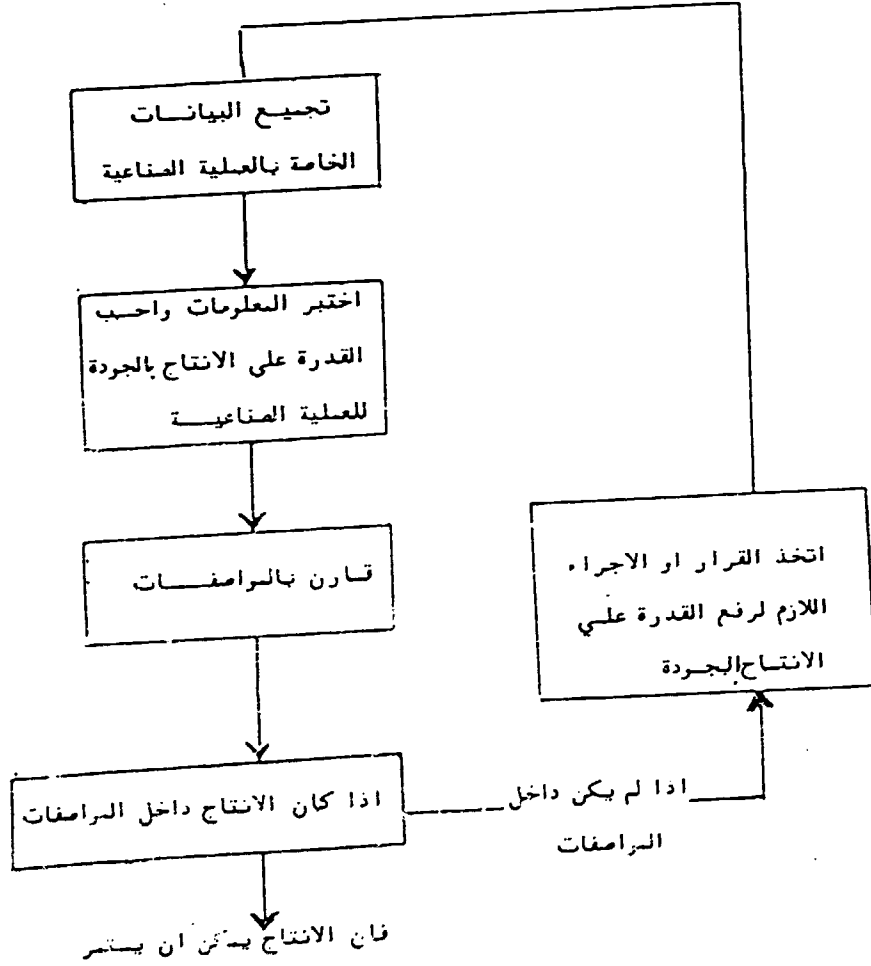 تجميع البيانات
الخاصة بالعملية الصناعية
اختبر المعلومات واحسب
القدرة على الانتاج بالجودة
للعملية الصناعية
قارن بالمواصفات
اتخذ القرار او الاجراء
اللازم لرفع القدرة علي
الانتاج بالجودة
اذا كان الانتاج داخل المواصفات
اذا لم يكن داخل
المواصفات
فان الانتاج يمكن ان يستمر